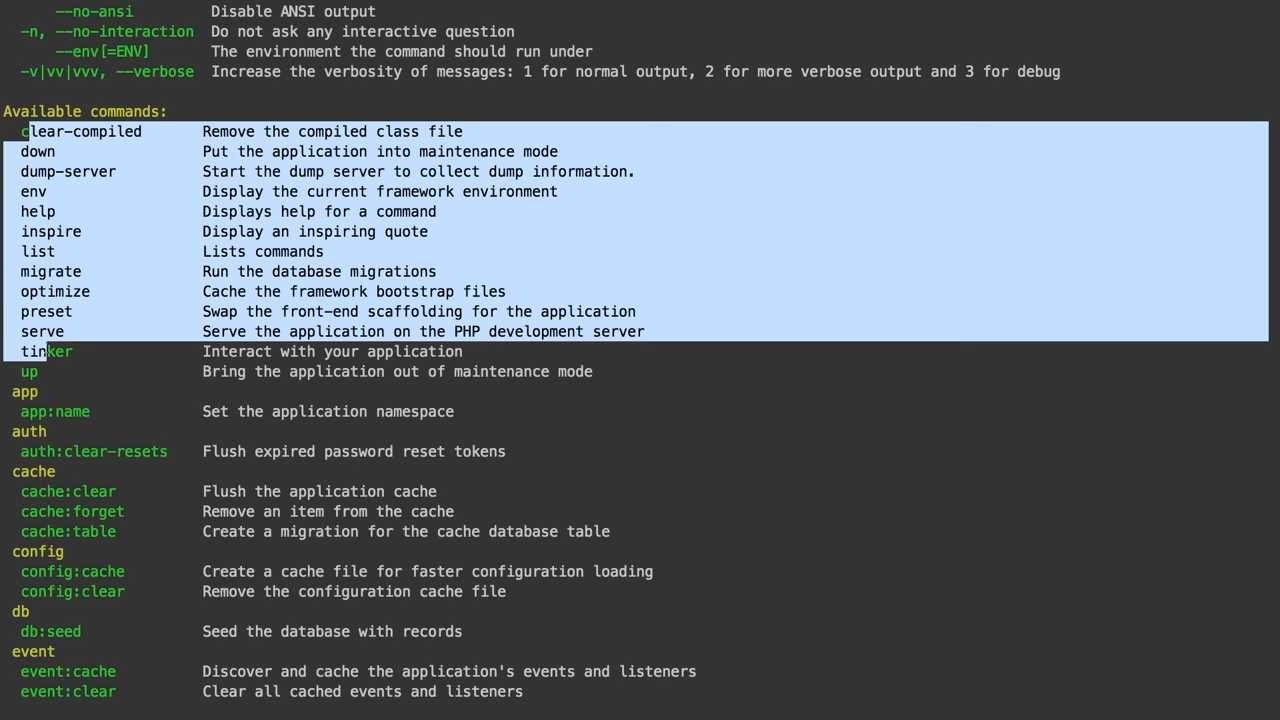 --no-ansi Disable ANSI output
-n, --no-interaction Do not ask any interactive question
--env[=ENV] The environment the command should run under
-v|vv|vvv, --verbose Increase the verbosity of messages: 1 for normal output, 2 for more verbose output and 3 for debug
Available commands:
clear-compiled Remove the compiled class file
down Put the application into maintenance mode
dump-server Start the dump server to collect dump information.
env Display the current framework environment
help Displays help for a command
inspire Display an inspiring quote
list Lists commands
migrate Run the database migrations
optimize Cache the framework bootstrap files
preset Swap the front-end scaffolding for the application
serve Serve the application on the PHP development server
tinker Interact with your application
up Bring the application out of maintenance mode
app
app:name Set the application namespace
auth
auth:clear-resets Flush expired password reset tokens
cache
cache:clear Flush the application cache
cache:forget Remove an item from the cache
cache:table Create a migration for the cache database table
config
config:cache Create a cache file for faster configuration loading
config:clear Remove the configuration cache file
db
db:seed Seed the database with records
event
event:cache Discover and cache the application's events and listeners
event:clear Clear all cached events and listeners